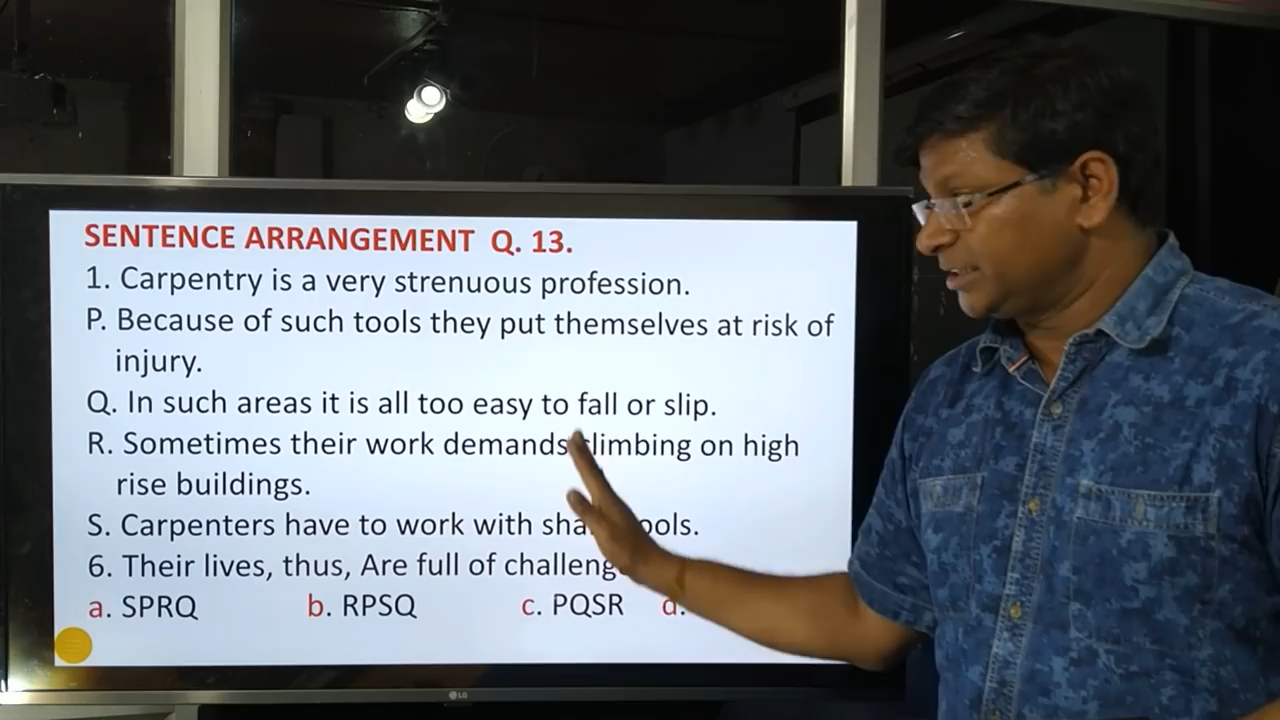 SENTENCE ARRANGEMENT Q. 13.
1. Carpentry is a very strenuous profession.
P. Because of such tools they put themselves at risk of
injury.
Q. In such areas it is all too easy to fall or slip.
R. Sometimes their work demands climbing on high
rise buildings.
S. Carpenters have to work with tools.
6. Their lives, thus, Are full of
a. SPRQ b. RPSQ c. PQSR d.
LG